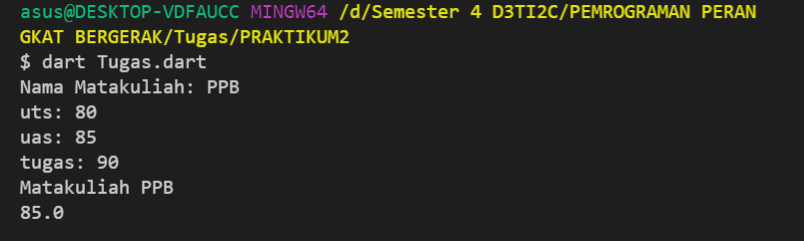 asus@DESKTOP-VDFAUCC MINGW64 /d/Semester 4 D3TI2C/PEMROGRAMAN PERAN
GKAT BERGERAK/Tugas/PRAKTIKUM2
$ dart Tugas.dart
Nama Matakuliah: PPB
uts: 80
uas: 85
tugas: 90
Matakuliah PPB
85.0